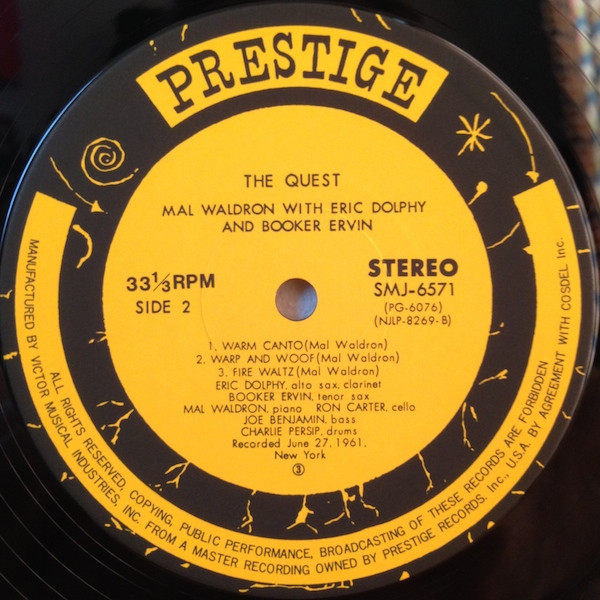 PRESTIGE
THE QUEST
MAL WALDRON WITH ERIC DOLPHY
AND BOOKER ERVIN
33⅓RPM
SIDE 2
STEREO
SMJ-6571
(PG-6076)
(NJLP-8269-B)
1. WARM CANTO(Mal Waldron)
2. WARP AND WOOF(Mal Waldron)
3. FIRE WALTZ(Mal Waldron)
ERIC DOLPHY, alto sax, clarinet
BOOKER ERVIN, tenor sax
MAL WALDRON, piano RON CARTER, cello
JOE BENJAMIN, bass
CHARLIE PERSIP, drums
Recorded June 27, 1961,
New York
③
ALL RIGHTS RESERVED, COPYING, PUBLIC PERFORMANCE, BROADCASTING OF THESE RECORDS ARE FORBIDDEN
MANUFACTURED BY VICTOR MUSICAL INDUSTRIES, INC. FROM A MASTER RECORDING OWNED BY PRESTIGE RECORDS. Inc., U.S.A. BY AGREEMENT WITH COSDEL Inc.